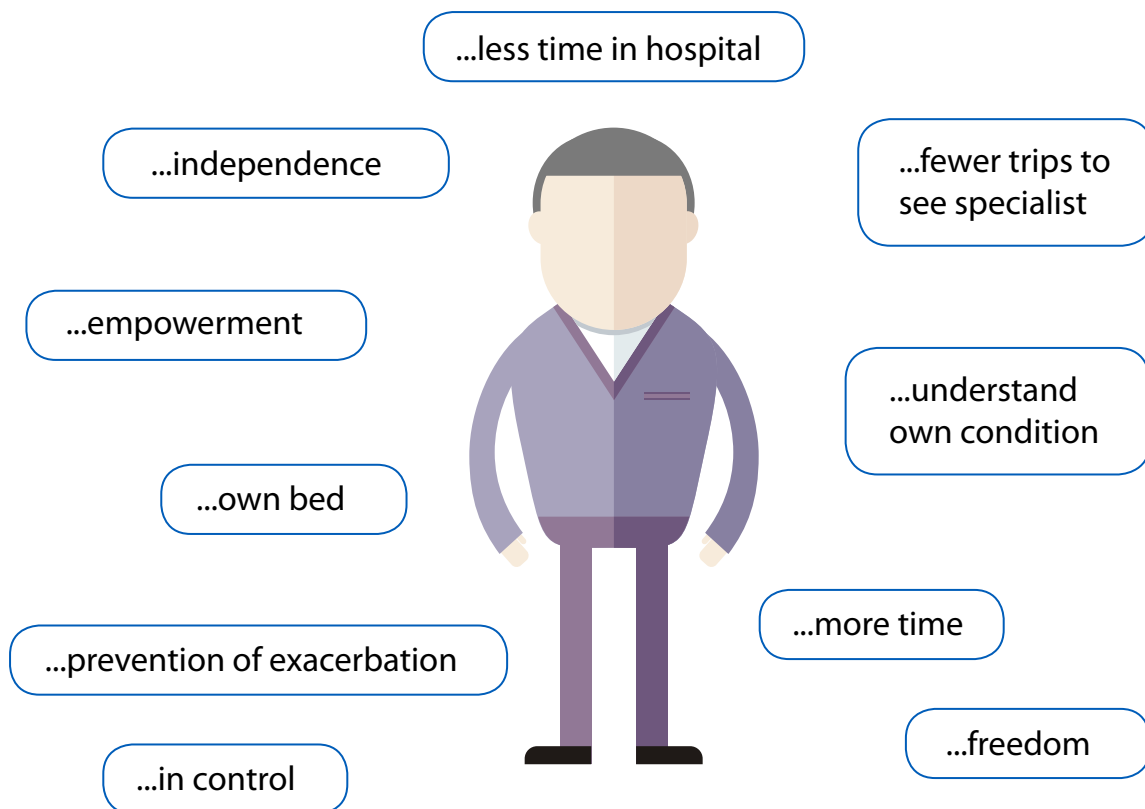 ...less time in hospital
...independence
...fewer trips to
see specialist
...empowerment
...understand
own condition
...own bed
...more time
...prevention of exacerbation
...freedom
...in control